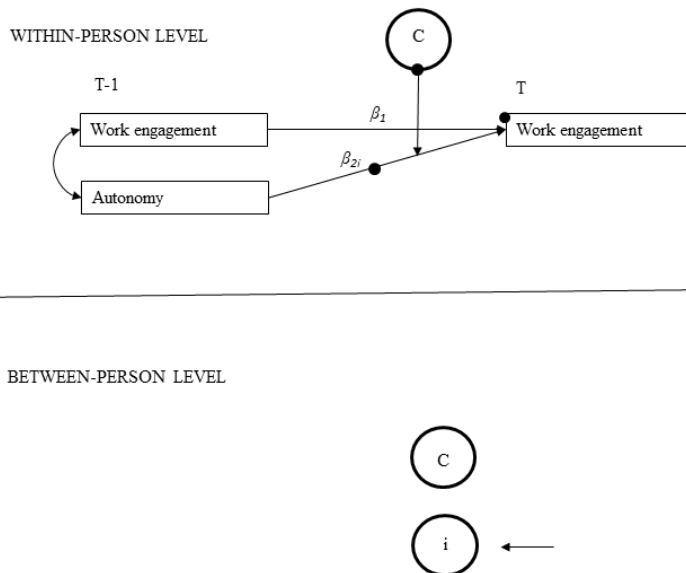 WITHIN-PERSON LEVEL
C
T-1
T
Work engagement
β1
Work engagement
β2i
Autonomy
BETWEEN-PERSON LEVEL
C
i